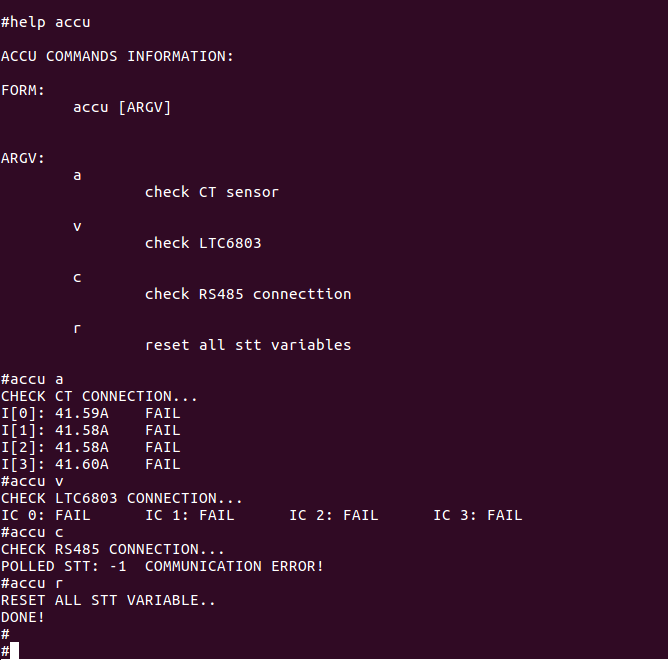 #help accu
ACCU COMMANDS INFORMATION:
FORM:
accu [ARGV]
ARGV:
a
check CT sensor
v
check LTC6803
c
check RS485 connecttion
r
reset all stt variables
#accu a
CHECK CT CONNECTION...
I[0]: 41.59A    FAIL
I[1]: 41.58A    FAIL
I[2]: 41.58A    FAIL
I[3]: 41.60A    FAIL
#accu v
CHECK LTC6803 CONNECTION...
IC 0: FAIL      IC 1: FAIL      IC 2: FAIL      IC 3: FAIL
#accu c
CHECK RS485 CONNECTION...
POLLED STT: -1  COMMUNICATION ERROR!
#accu r
RESET ALL STT VARIABLE..
DONE!
#
#